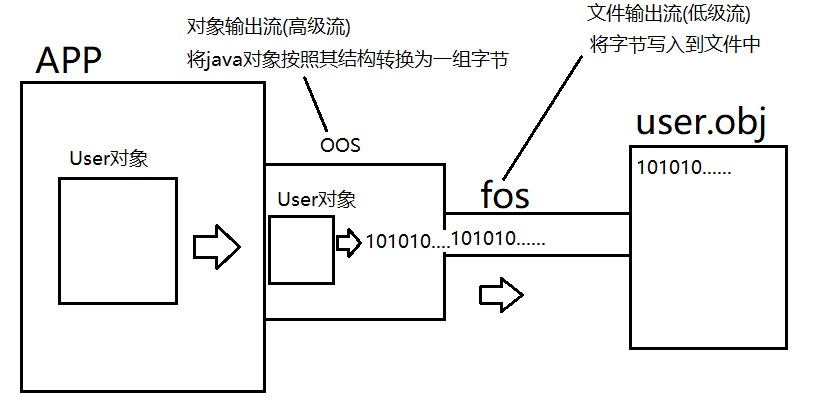 对象输出流(高级流)
将java对象按照其结构转换为一组字节
文件输出流(低级流)
将字节写入到文件中
APP
user.obj
OOS
User对象
101010......
fos
User对象
101010....101010......